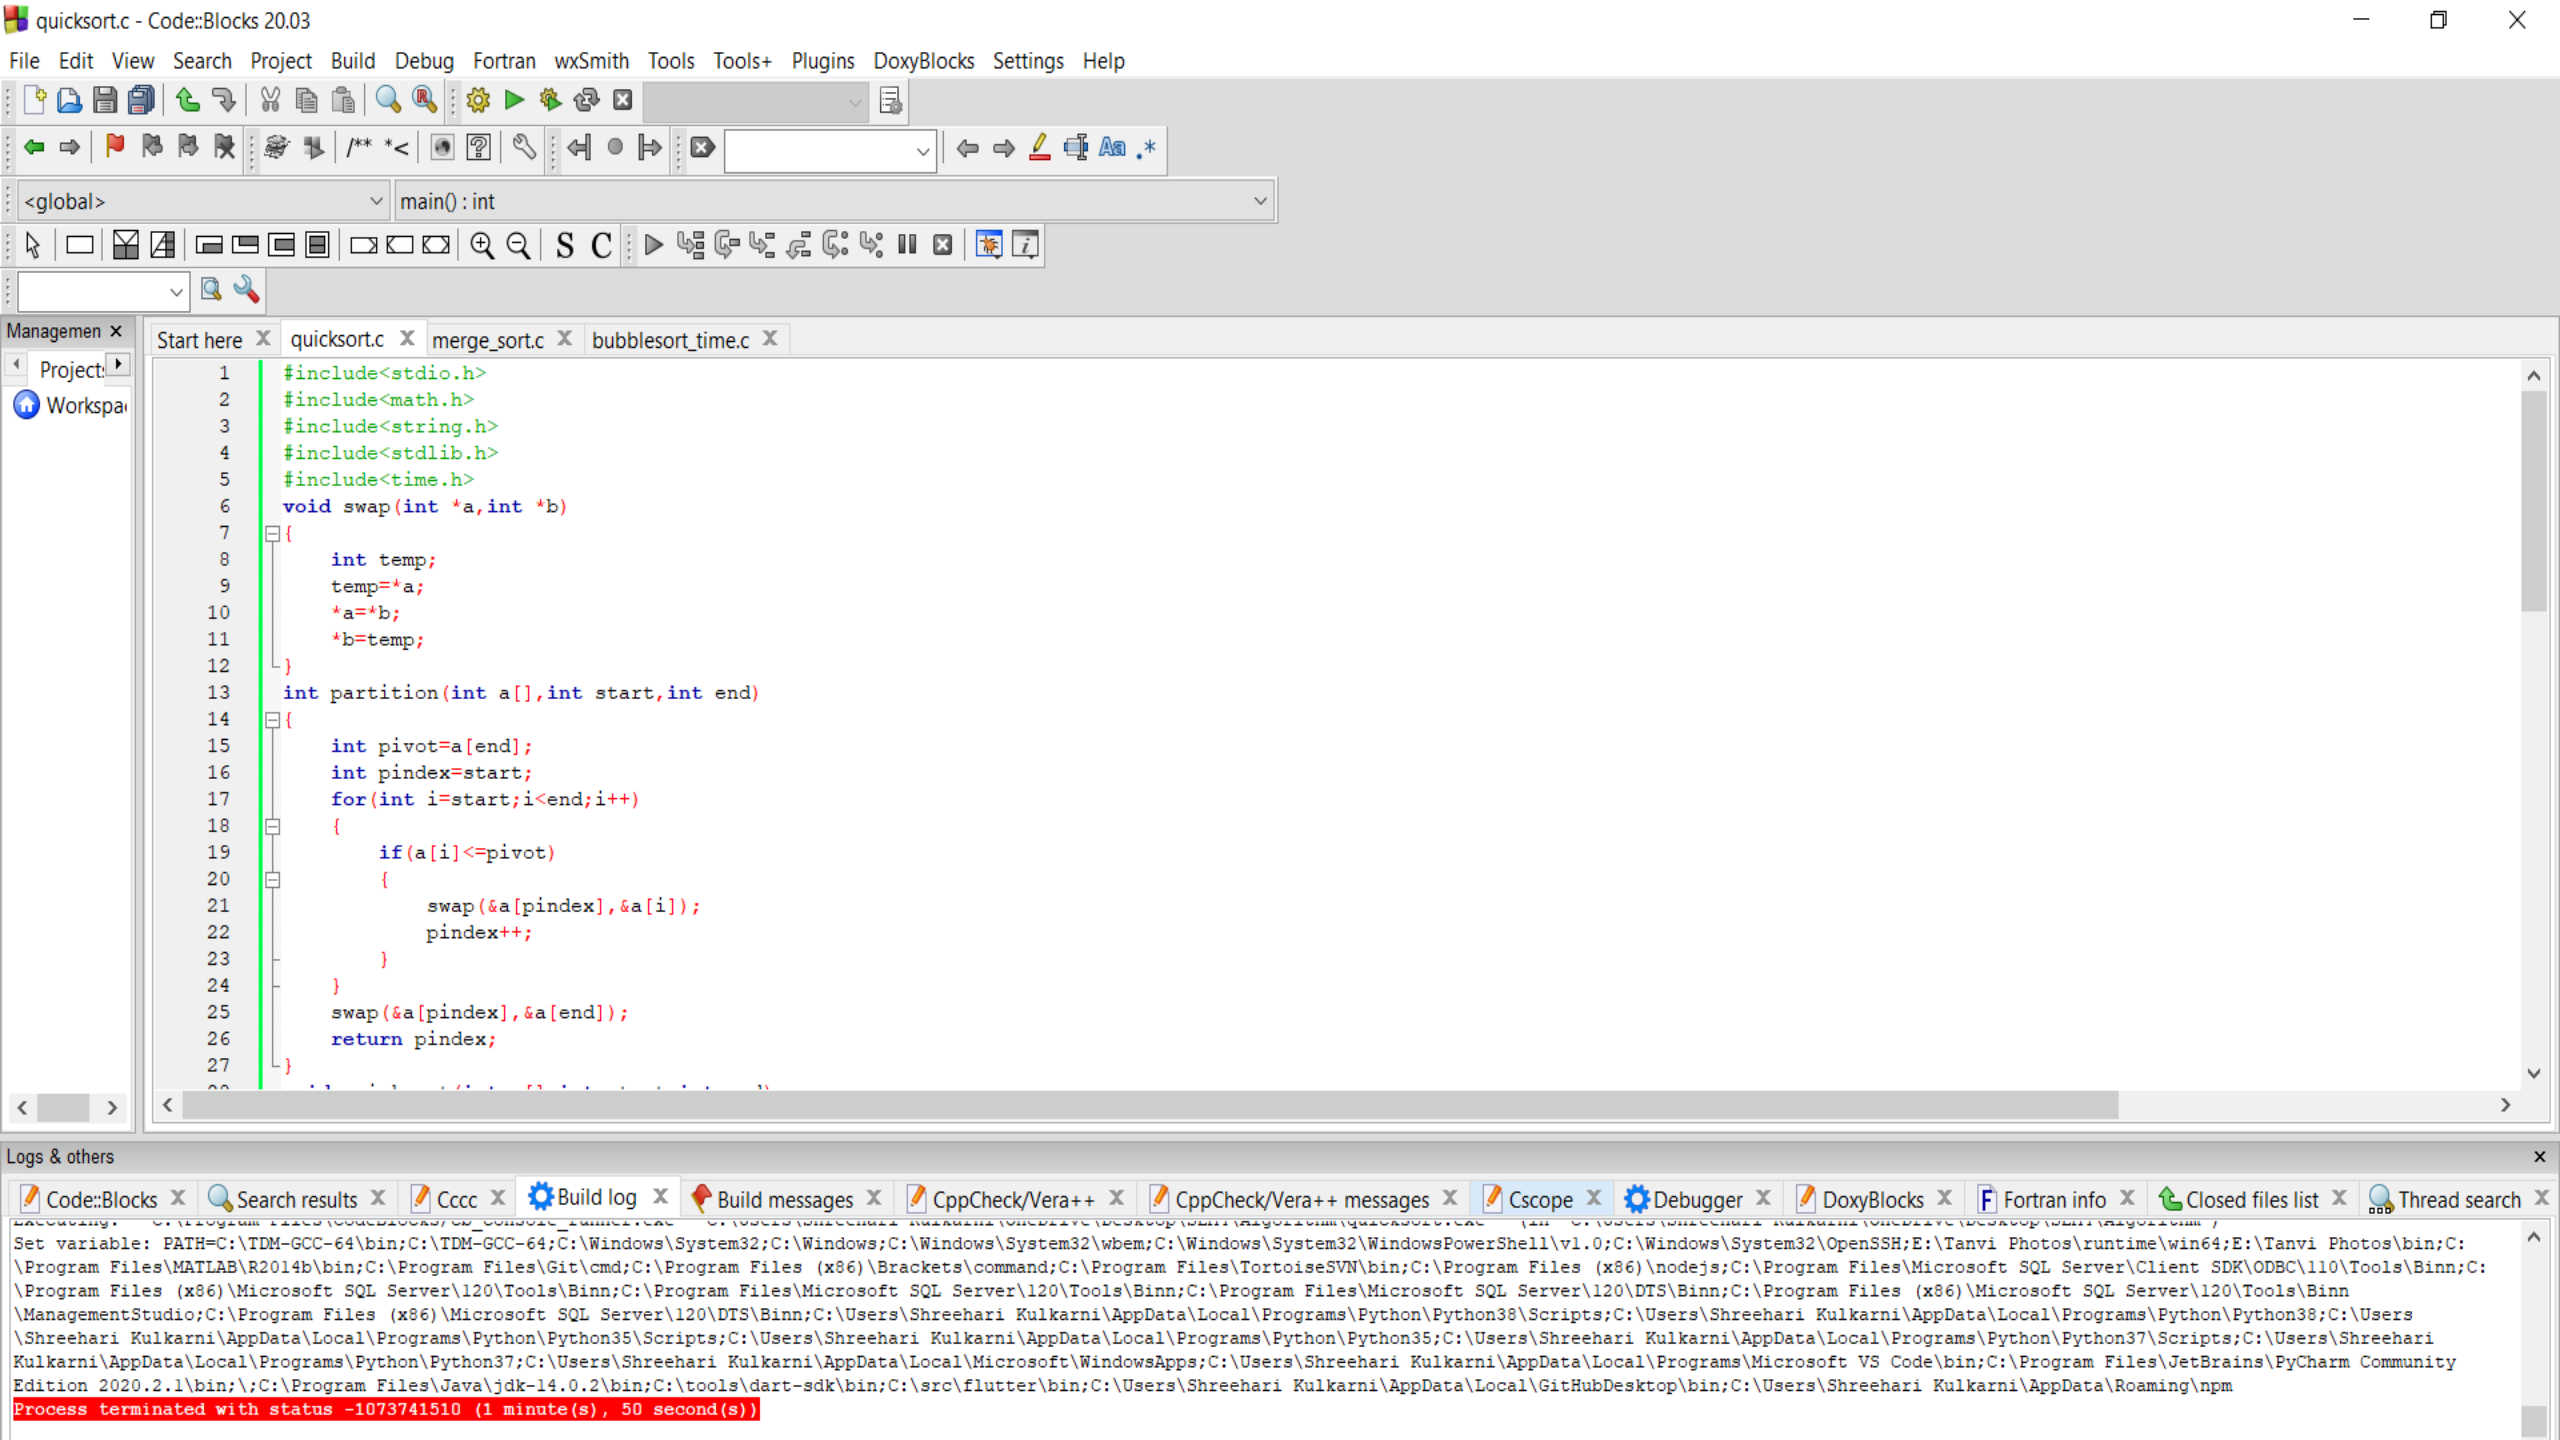 quicksort.c - Code::Blocks 20.03
File Edit View Search Project Build Debug Fortran wxSmith Tools Tools+ Plugins DoxyBlocks Settings Help
/** *<
Aa .*
<global> main() : int
S C
Managemen
Start here quicksort.c merge_sort.c bubblesort_time.c
Project
Workspa
1 #include<stdio.h>
2 #include<math.h>
3 #include<string.h>
4 #include<stdlib.h>
5 #include<time.h>
6 void swap(int *a,int *b)
7 {
8 int temp;
9 temp=*a;
10 *a=*b;
11 *b=temp;
12 }
13 int partition(int a[],int start,int end)
14 {
15 int pivot=a[end];
16 int pindex=start;
17 for(int i=start;i<end;i++)
18 {
19 if(a[i]<=pivot)
20 {
21 swap(&a[pindex],&a[i]);
22 pindex++;
23 }
24 }
25 swap(&a[pindex],&a[end]);
26 return pindex;
27 }
Logs & others
Code::Blocks Search results Cccc Build log Build messages CppCheck/Vera++ CppCheck/Vera++ messages Cscope Debugger DoxyBlocks Fortran info Closed files list Thread search
Set variable: PATH=C:\TDM-GCC-64\bin;C:\TDM-GCC-64;C:\Windows\System32;C:\Windows;C:\Windows\System32\wbem;C:\Windows\System32\WindowsPowerShell\v1.0;C:\Windows\System32\OpenSSH;E:\Tanvi Photos\runtime\win64;E:\Tanvi Photos\bin;C:
\Program Files\MATLAB\R2014b\bin;C:\Program Files\Git\cmd;C:\Program Files (x86)\Brackets\command;C:\Program Files\TortoiseSVN\bin;C:\Program Files (x86)\nodejs;C:\Program Files\Microsoft SQL Server\Client SDK\ODBC\110\Tools\Binn;C:
\Program Files (x86)\Microsoft SQL Server\120\Tools\Binn;C:\Program Files\Microsoft SQL Server\120\Tools\Binn;C:\Program Files\Microsoft SQL Server\120\DTS\Binn;C:\Program Files (x86)\Microsoft SQL Server\120\Tools\Binn
\ManagementStudio;C:\Program Files (x86)\Microsoft SQL Server\120\DTS\Binn;C:\Users\Shreehari Kulkarni\AppData\Local\Programs\Python\Python38\Scripts;C:\Users\Shreehari Kulkarni\AppData\Local\Programs\Python\Python38;C:\Users
\Shreehari Kulkarni\AppData\Local\Programs\Python\Python35\Scripts;C:\Users\Shreehari Kulkarni\AppData\Local\Programs\Python\Python35;C:\Users\Shreehari Kulkarni\AppData\Local\Programs\Python\Python37\Scripts;C:\Users\Shreehari
Kulkarni\AppData\Local\Programs\Python\Python37;C:\Users\Shreehari Kulkarni\AppData\Local\Microsoft\WindowsApps;C:\Users\Shreehari Kulkarni\AppData\Local\Programs\Microsoft VS Code\bin;C:\Program Files\JetBrains\PyCharm Community
Edition 2020.2.1\bin;\;C:\Program Files\Java\jdk-14.0.2\bin;C:\tools\dart-sdk\bin;C:\src\flutter\bin;C:\Users\Shreehari Kulkarni\AppData\Local\GitHubDesktop\bin;C:\Users\Shreehari Kulkarni\AppData\Roaming\npm
Process terminated with status -1073741510 (1 minute(s), 50 second(s))